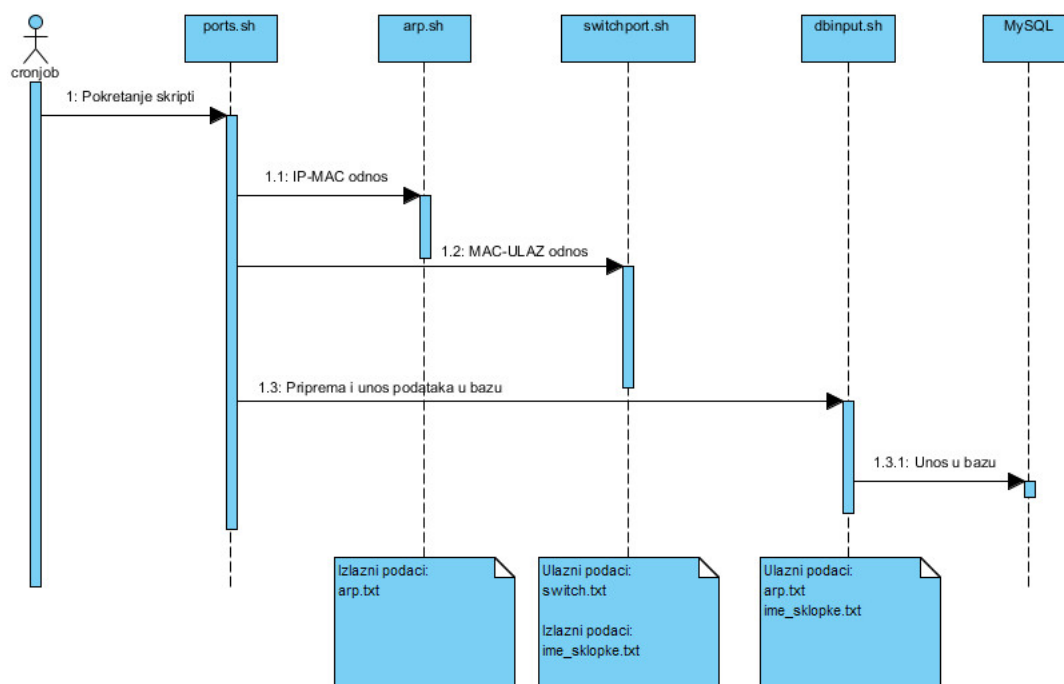 ports.sh
arp.sh
switchport.sh
dbinput.sh
MySQL
cronjob
1: Pokretanje skripti
1.1: IP-MAC odnos
1.2: MAC-ULAZ odnos
1.3: Priprema i unos podataka u bazu
1.3.1: Unos u bazu
Izlazni podaci:
arp.txt
Ulazni podaci:
switch.txt
Izlazni podaci:
ime_sklopke.txt
Ulazni podaci:
arp.txt
ime_sklopke.txt